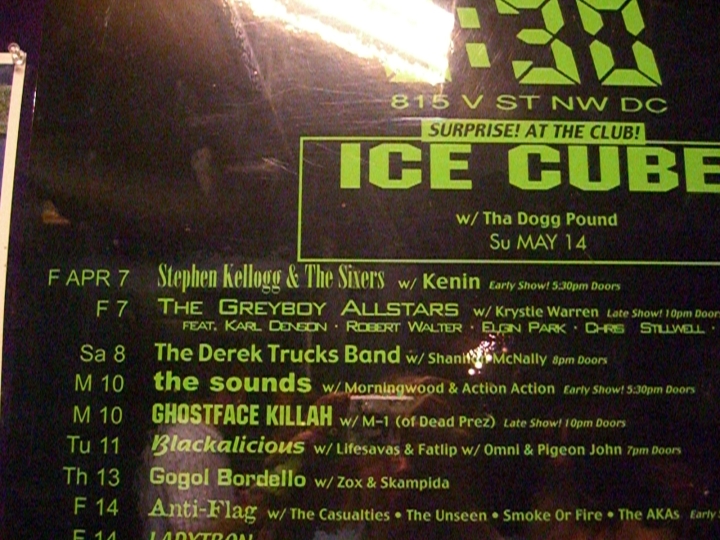 :30
815 V ST NW DC
SURPRISE! AT THE CLUB!
ICE CUBE
w/ Tha Dogg Pound
Su MAY 14
F APR 7 Stephen Kellogg & The Sixers w/ Kenin Early Show! 5:30pm Doors
F 7 THE GREYBOY ALLSTARS w/ Krystle Warren Late Show! 10pm Doors
FEAT. KARL DENSON · ROBERT WALTER · ELGIN PARK · CHRIS STILLWELL ·
Sa 8 The Derek Trucks Band w/ Shannon McNally 8pm Doors
M 10 the sounds w/ Morningwood & Action Action Early Show! 5:30pm Doors
M 10 GHOSTFACE KILLAH w/ M-1 (of Dead Prez) Late Show! 10pm Doors
Tu 11 Blackalicious w/ Lifesavas & Fatlip w/ Omni & Pigeon John 7pm Doors
Th 13 Gogol Bordello w/ Zox & Skampida
F 14 Anti-Flag w/ The Casualties • The Unseen • Smoke Or Fire • The AKAs Early
F 14 LADYTRON